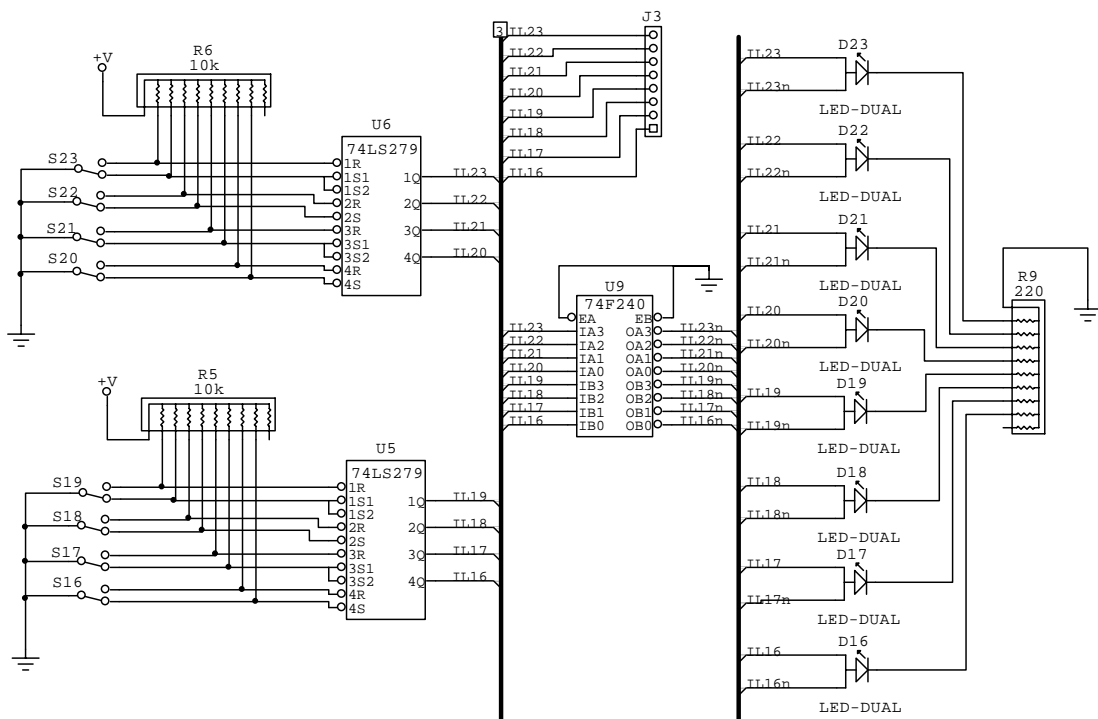 J3
3
IL23
IL22
IL21
IL20
IL19
IL18
IL17
IL16
+V
R6
10k
U6
74LS279
S23
S22
S21
S20
1R
1S1
1S2
2R
2S
3R
3S1
3S2
4R
4S
1Q
2Q
3Q
4Q
IL23
IL22
IL21
IL20
U9
74F240
EA EB
IL23 IA3 OA3 IL23n
IL22 IA2 OA2 IL22n
IL21 IA1 OA1 IL21n
IL20 IA0 OA0 IL20n
IL19 IB3 OB3 IL19n
IL18 IB2 OB2 IL18n
IL17 IB1 OB1 IL17n
IL16 IB0 OB0 IL16n
+V
R5
10k
U5
74LS279
S19
S18
S17
S16
1R
1S1
1S2
2R
2S
3R
3S1
3S2
4R
4S
1Q
2Q
3Q
4Q
IL19
IL18
IL17
IL16
D23
IL23
IL23n
LED-DUAL
D22
IL22
IL22n
LED-DUAL
D21
IL21
IL21n
LED-DUAL
D20
IL20
IL20n
LED-DUAL
D19
IL19
IL19n
LED-DUAL
D18
IL18
IL18n
LED-DUAL
D17
IL17
IL17n
LED-DUAL
D16
IL16
IL16n
LED-DUAL
R9
220